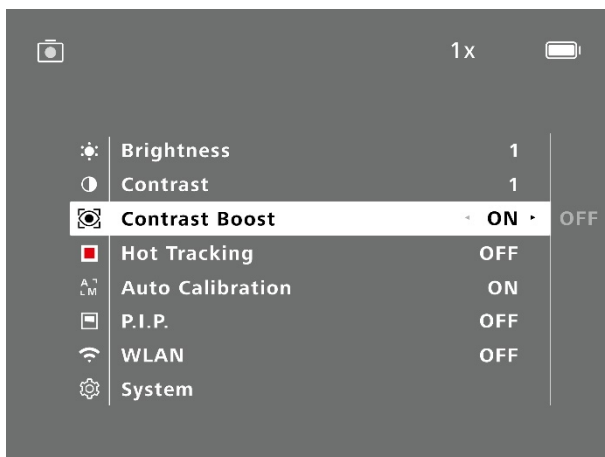 1x
Brightness 1
Contrast 1
Contrast Boost ON OFF
Hot Tracking OFF
A M Auto Calibration ON
P.I.P. OFF
WLAN OFF
System